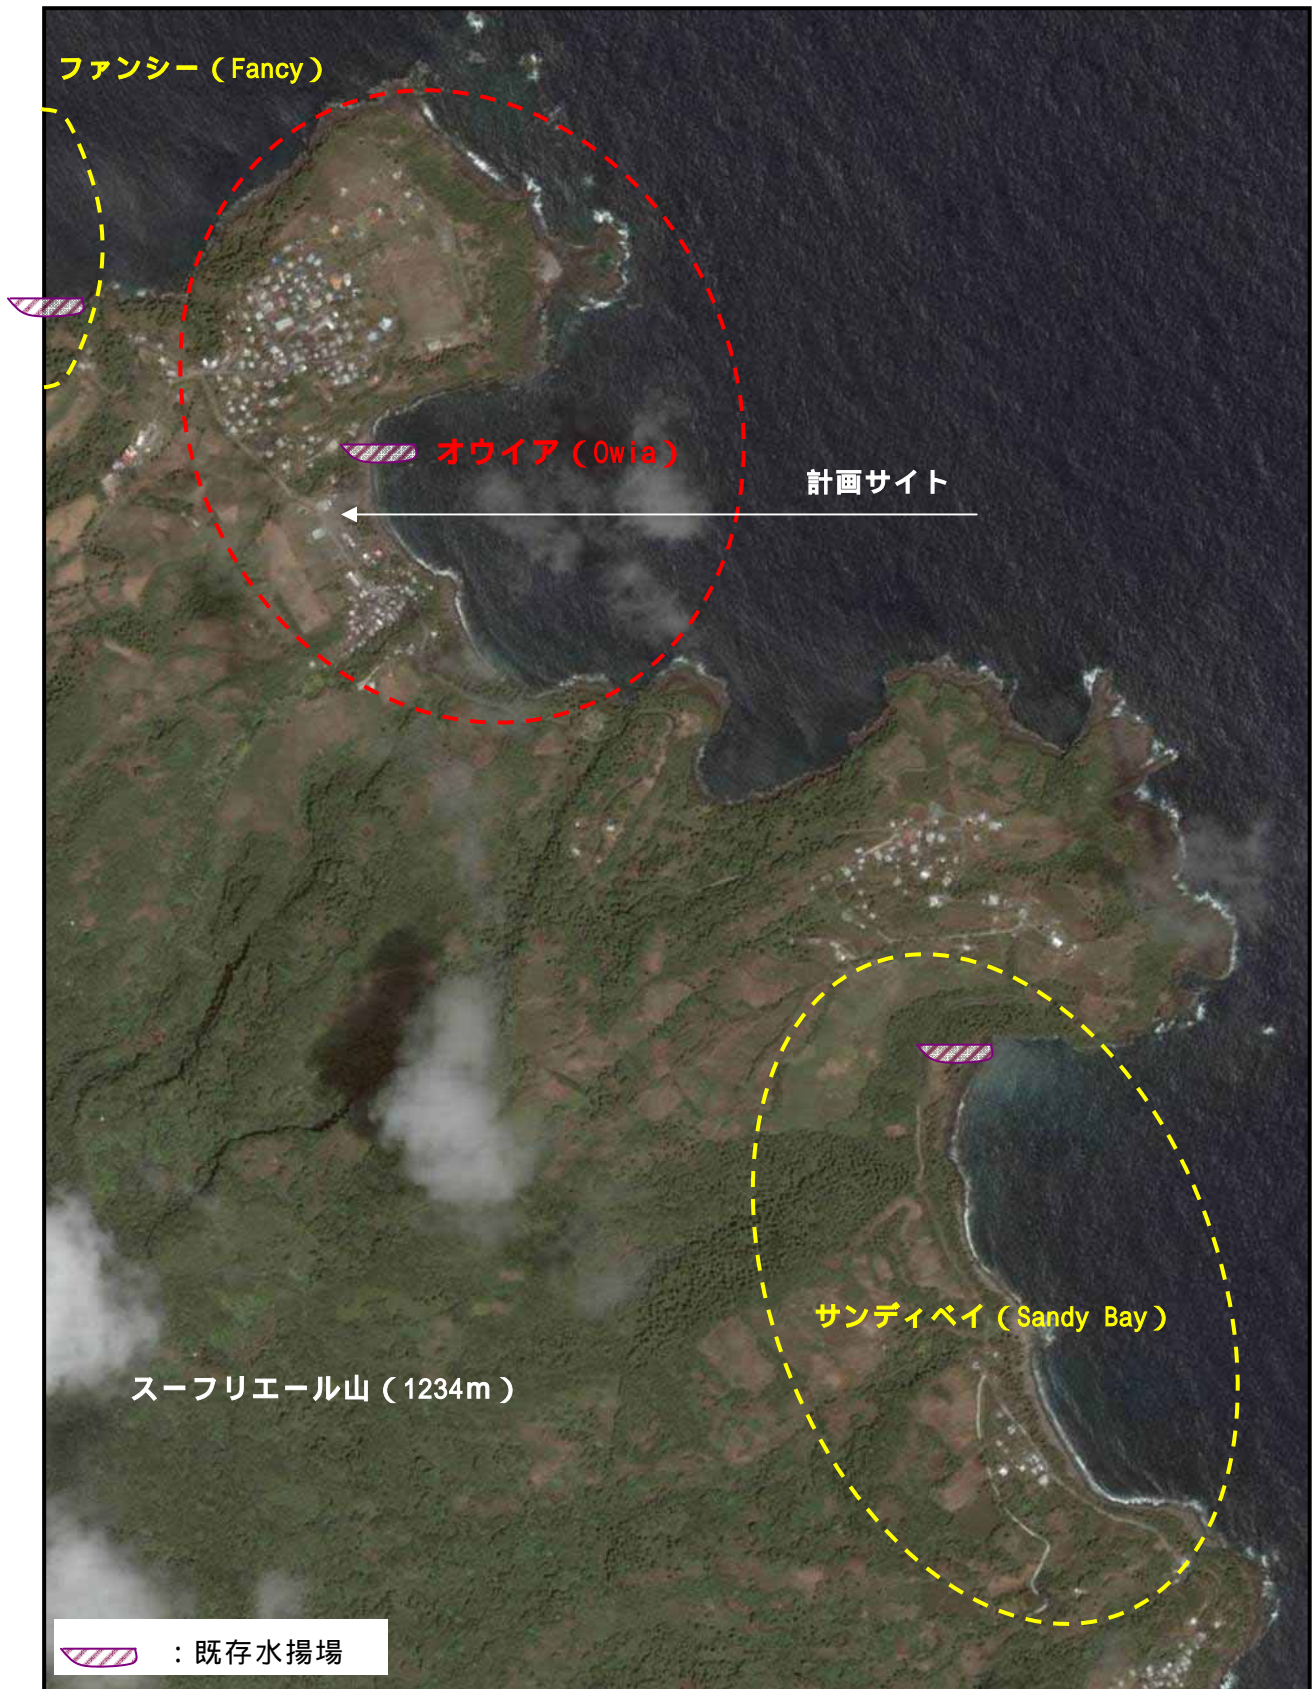 ファンシー（Fancy）
オウイア（Owia）
計画サイト
サンディベイ（Sandy Bay）
スーフリエール山（1234m）
：既存水揚場